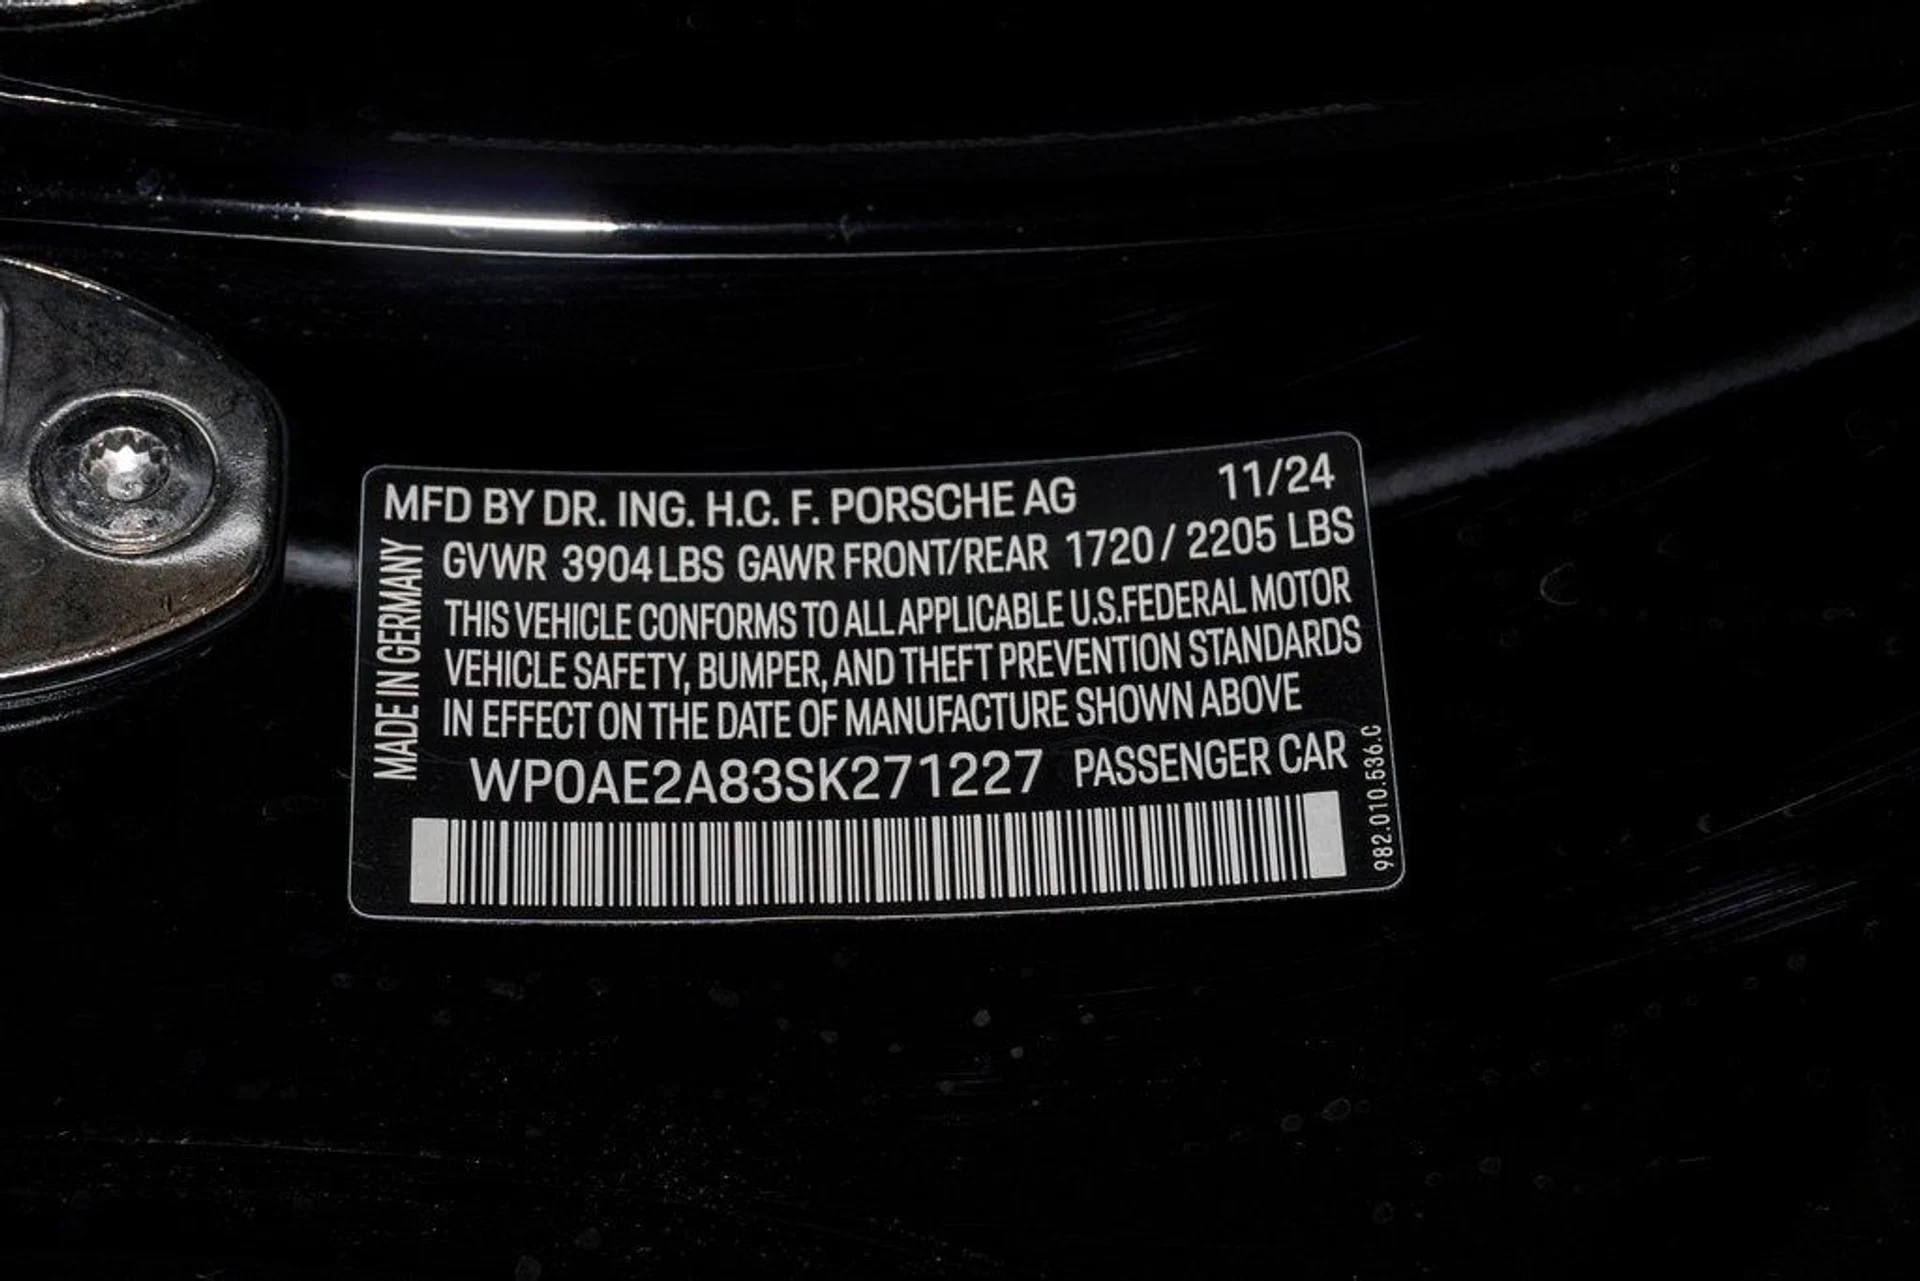 MFD BY DR. ING. H.C. F. PORSCHE AG 11/24
GVWR 3904 LBS GAWR FRONT/REAR 1720 / 2205 LBS
THIS VEHICLE CONFORMS TO ALL APPLICABLE U.S.FEDERAL MOTOR
VEHICLE SAFETY, BUMPER, AND THEFT PREVENTION STANDARDS
IN EFFECT ON THE DATE OF MANUFACTURE SHOWN ABOVE
WP0AE2A83SK271227 PASSENGER CAR
MADE IN GERMANY
982.010.536.C